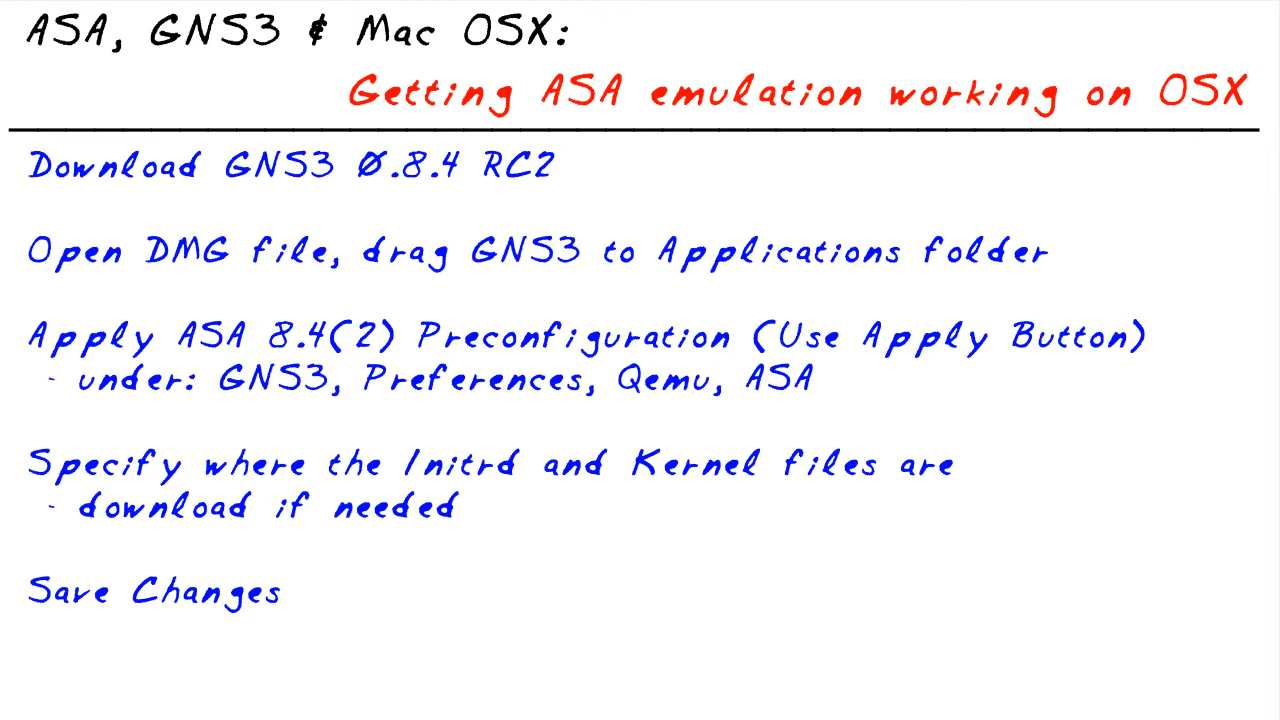 ASA, GNS3 & Mac OSX:
Getting ASA emulation working on OSX
Download GNS3 0.8.4 RC2
Open DMG file, drag GNS3 to Applications folder
Apply ASA 8.4(2) Preconfiguration (Use Apply Button)
- under: GNS3, Preferences, Qemu, ASA
Specify where the Initrd and Kernel files are
- download if needed
Save Changes